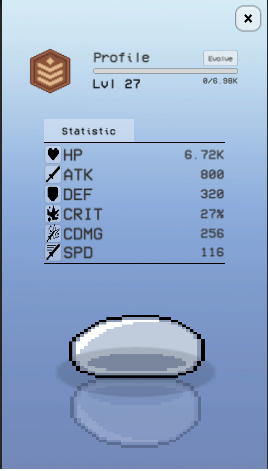 ×
Profile
Evolve
Lvl 27
0/6.98K
Statistic
HP 6.72K
ATK 800
DEF 320
CRIT 27%
CDMG 256
SPD 116